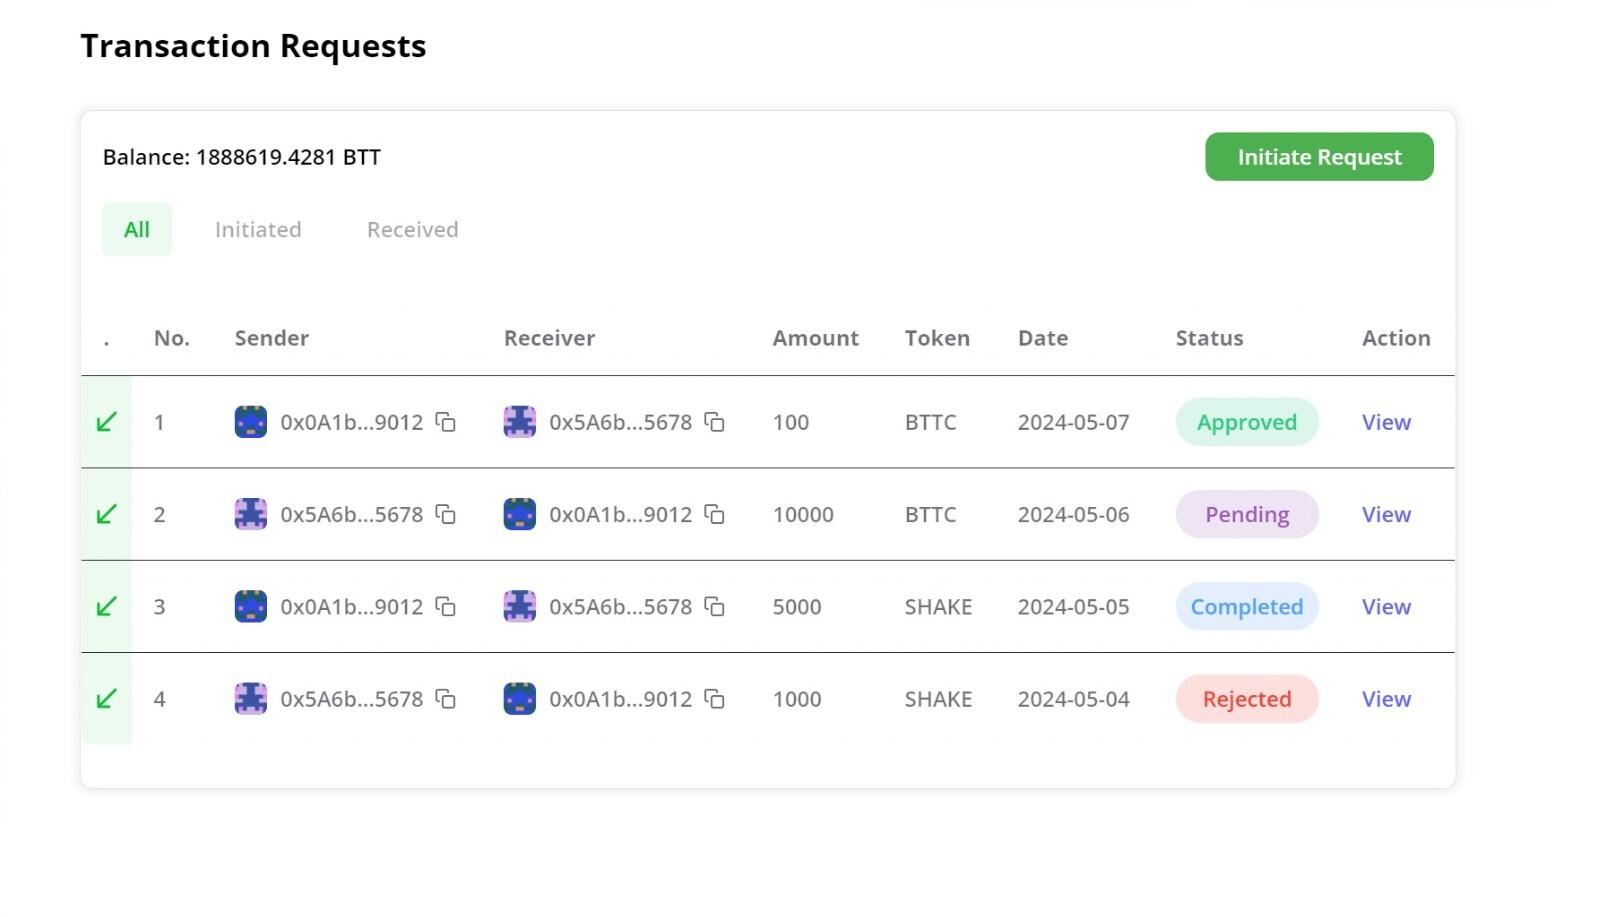 Transaction Requests
Balance: 1888619.4281 BTT
Initiate Request
All Initiated Received
. No. Sender Receiver Amount Token Date Status Action
1 0x0A1b...9012 0x5A6b...5678 100 BTTC 2024-05-07 Approved View
2 0x5A6b...5678 0x0A1b...9012 10000 BTTC 2024-05-06 Pending View
3 0x0A1b...9012 0x5A6b...5678 5000 SHAKE 2024-05-05 Completed View
4 0x5A6b...5678 0x0A1b...9012 1000 SHAKE 2024-05-04 Rejected View